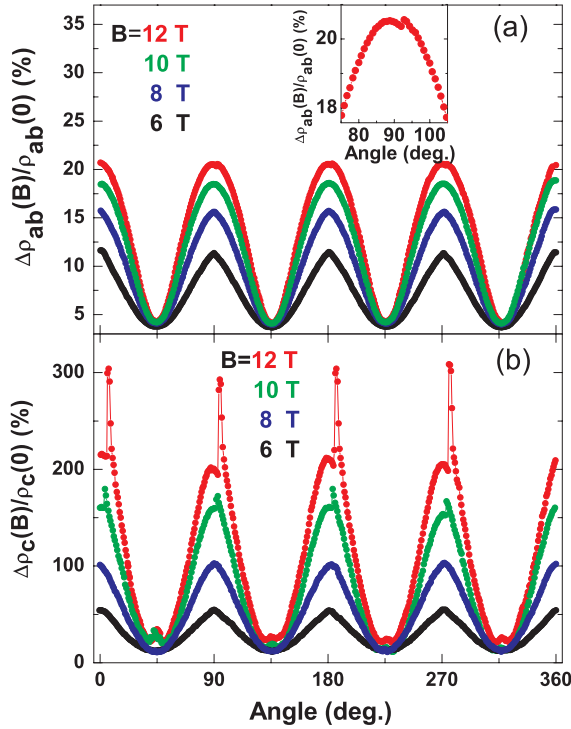 (a)
B=12 T
10 T
8 T
6 T
Δρab(B)/ρab(0) (%)
35
30
25
20
15
10
5
Δρab(B)/ρab(0) (%)
20
18
80 90 100
Angle (deg.)
(b)
B=12 T
10 T
8 T
6 T
Δρc(B)/ρc(0) (%)
300
200
100
0
0 90 180 270 360
Angle (deg.)